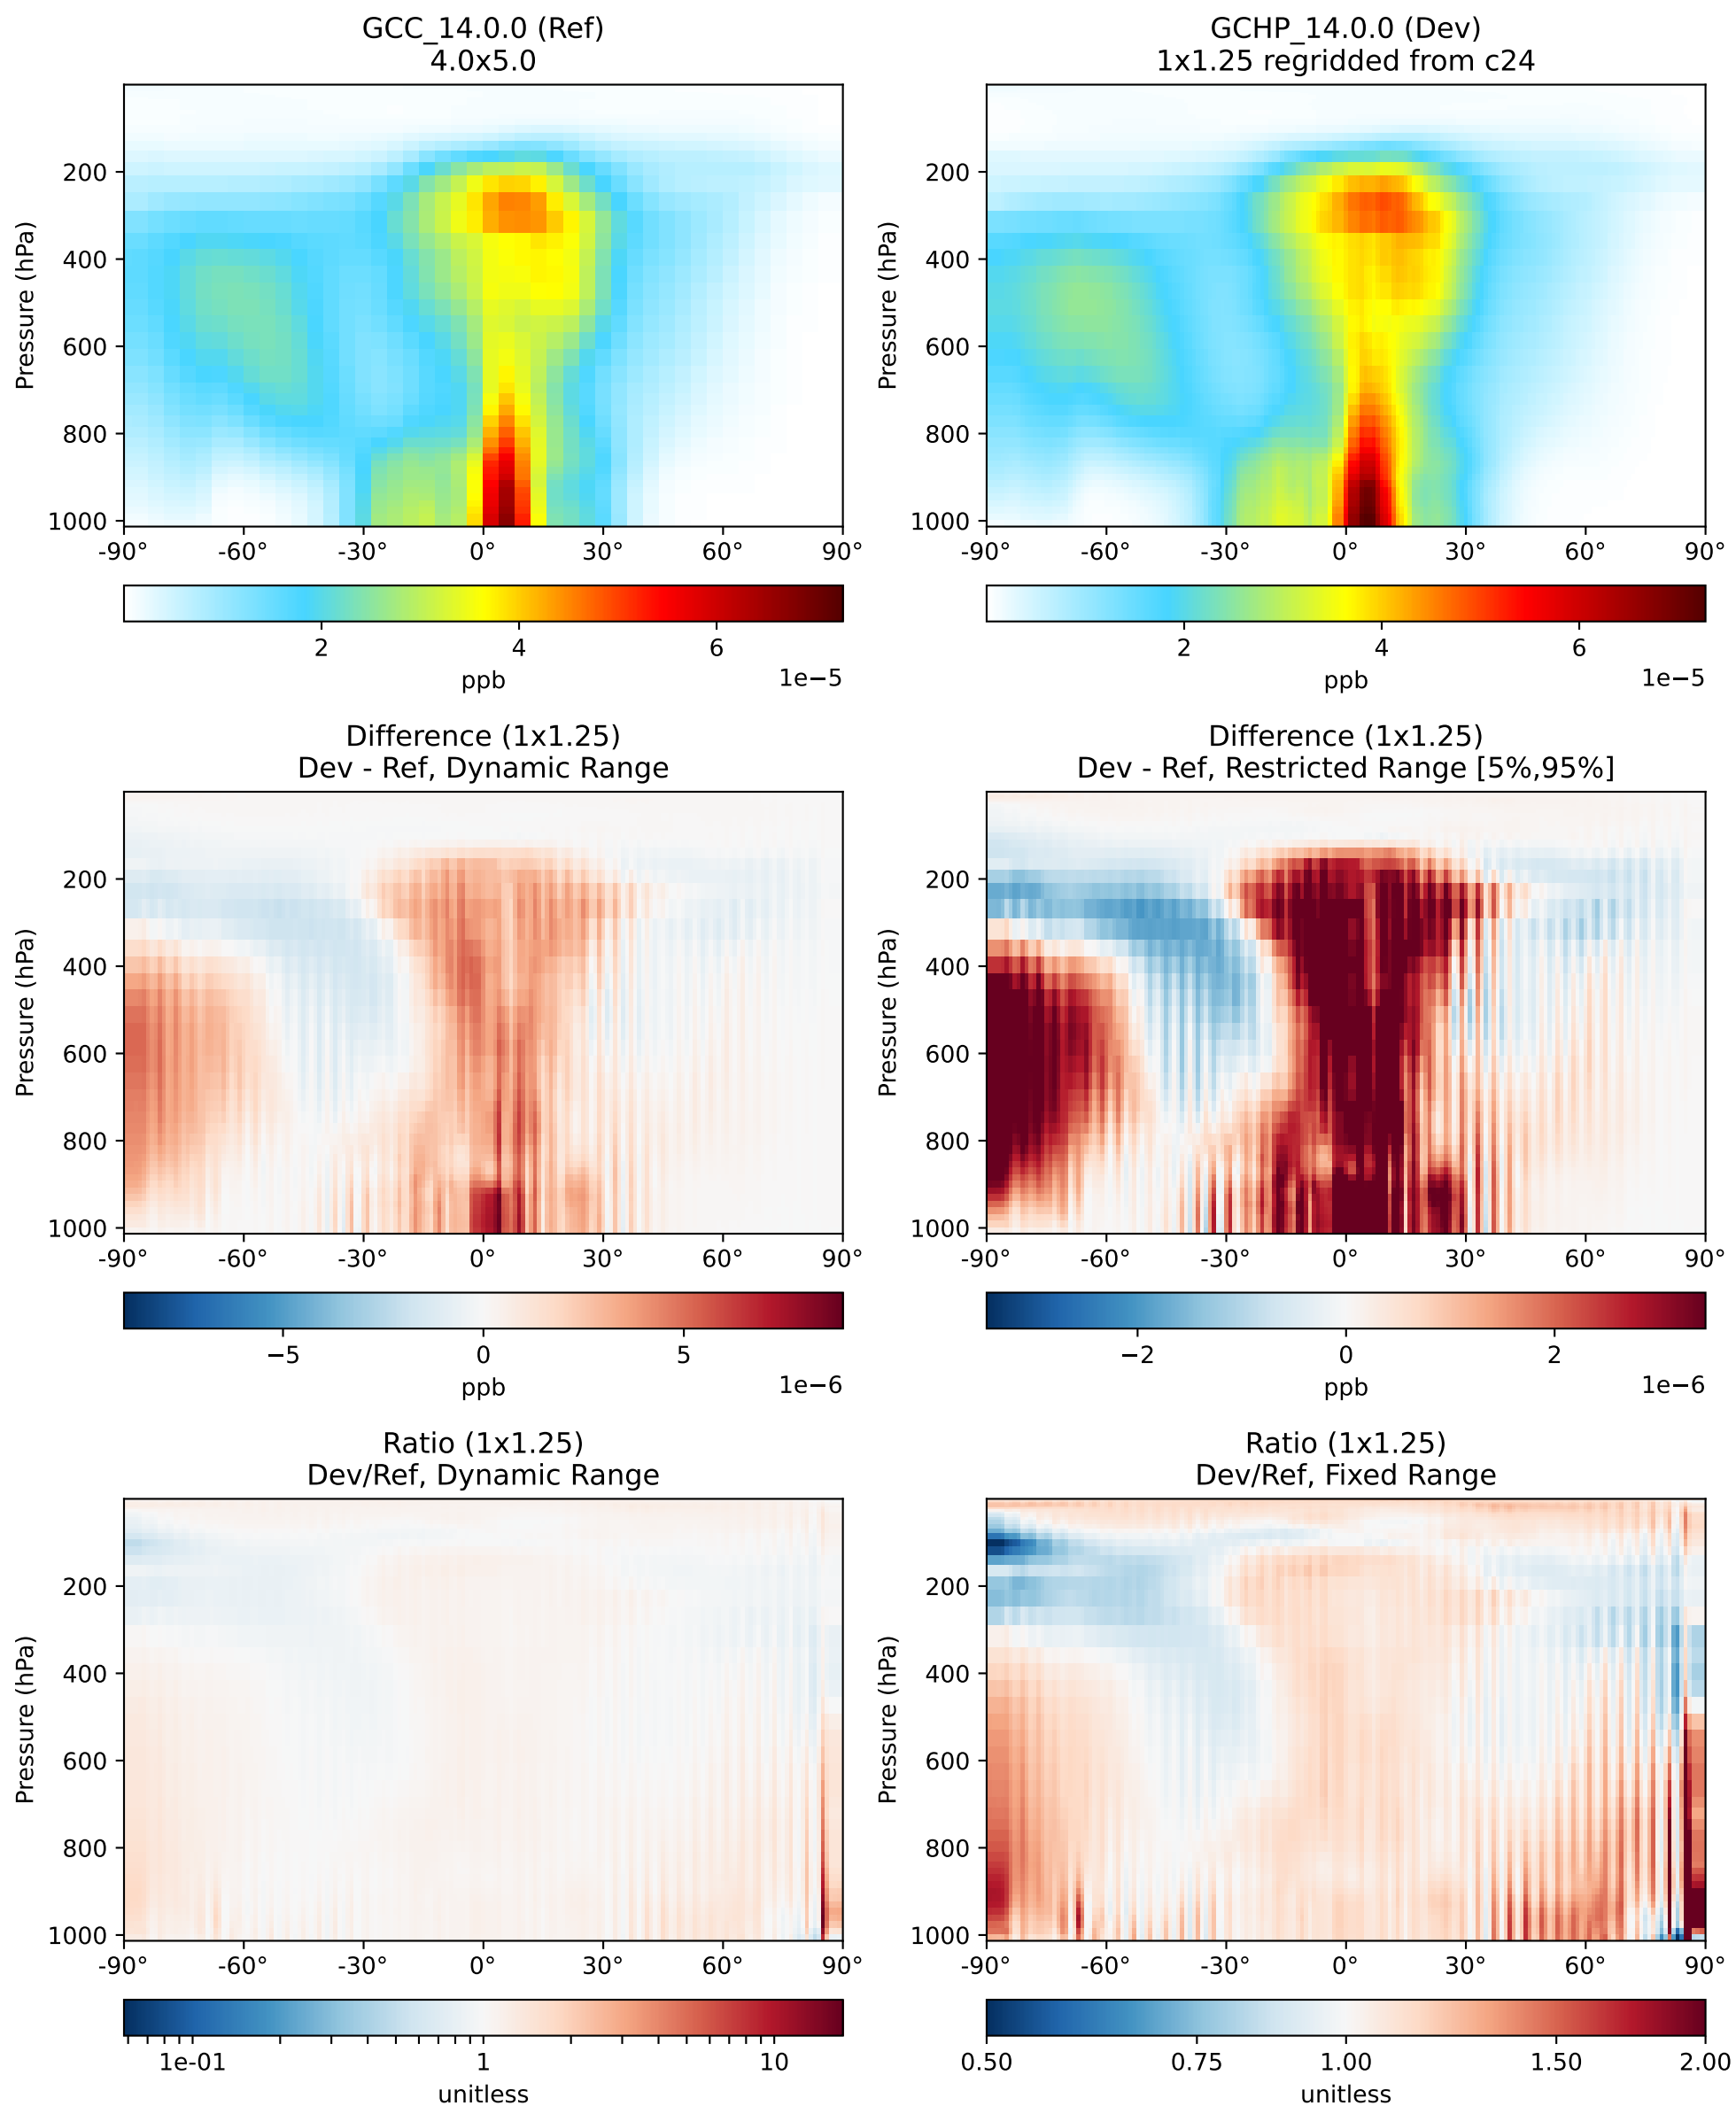 GCC_14.0.0 (Ref)
4.0x5.0
Pressure (hPa)
200
400
600
800
1000
-90° -60° -30° 0° 30° 60° 90°
2 4 6
ppb 1e−5
GCHP_14.0.0 (Dev)
1x1.25 regridded from c24
Pressure (hPa)
200
400
600
800
1000
-90° -60° -30° 0° 30° 60° 90°
2 4 6
ppb 1e−5
Difference (1x1.25)
Dev - Ref, Dynamic Range
Pressure (hPa)
200
400
600
800
1000
-90° -60° -30° 0° 30° 60° 90°
−5 0 5
ppb 1e−6
Difference (1x1.25)
Dev - Ref, Restricted Range [5%,95%]
Pressure (hPa)
200
400
600
800
1000
-90° -60° -30° 0° 30° 60° 90°
−2 0 2
ppb 1e−6
Ratio (1x1.25)
Dev/Ref, Dynamic Range
Pressure (hPa)
200
400
600
800
1000
-90° -60° -30° 0° 30° 60° 90°
1e-01 1 10
unitless
Ratio (1x1.25)
Dev/Ref, Fixed Range
Pressure (hPa)
200
400
600
800
1000
-90° -60° -30° 0° 30° 60° 90°
0.50 0.75 1.00 1.50 2.00
unitless